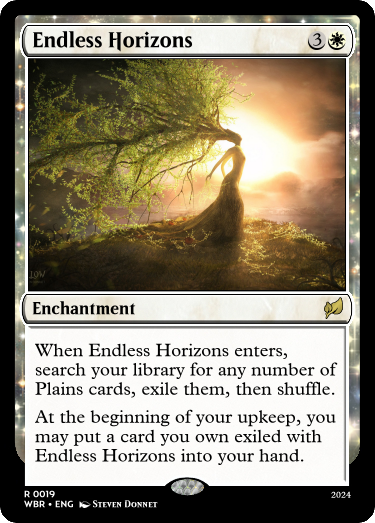 Endless Horizons 3
Enchantment
When Endless Horizons enters,
search your library for any number of
Plains cards, exile them, then shuffle.
At the beginning of your upkeep, you
may put a card you own exiled with
Endless Horizons into your hand.
R 0019 2024
WBR • ENG Steven Donnet